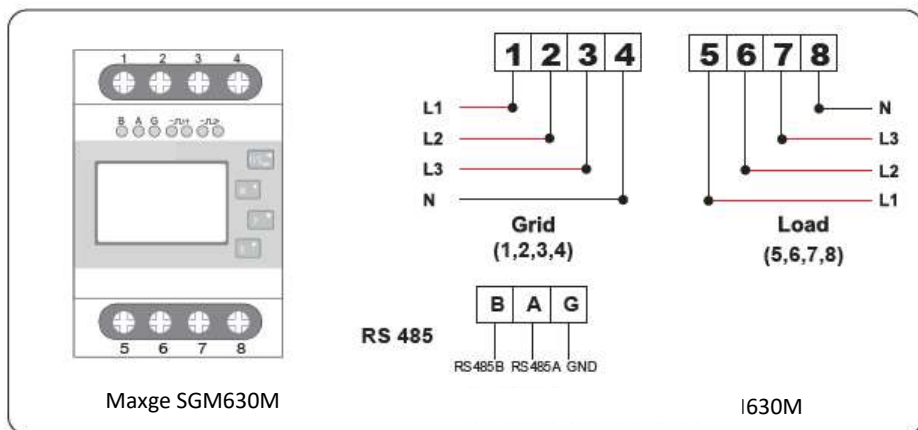 1 2 3 4
B A G
5 6 7 8
Maxge SGM630M
1 2 3 4
L1
L2
L3
N
Grid
(1,2,3,4)
5 6 7 8
N
L3
L2
L1
Load
(5,6,7,8)
RS 485
B A G
RS485B RS485A GND
630M